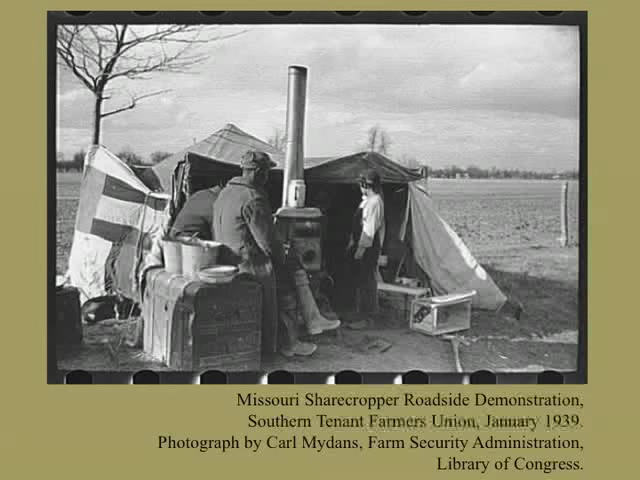 Missouri Sharecropper Roadside Demonstration,
Southern Tenant Farmers Union, January 1939.
Photograph by Carl Mydans, Farm Security Administration,
Library of Congress.